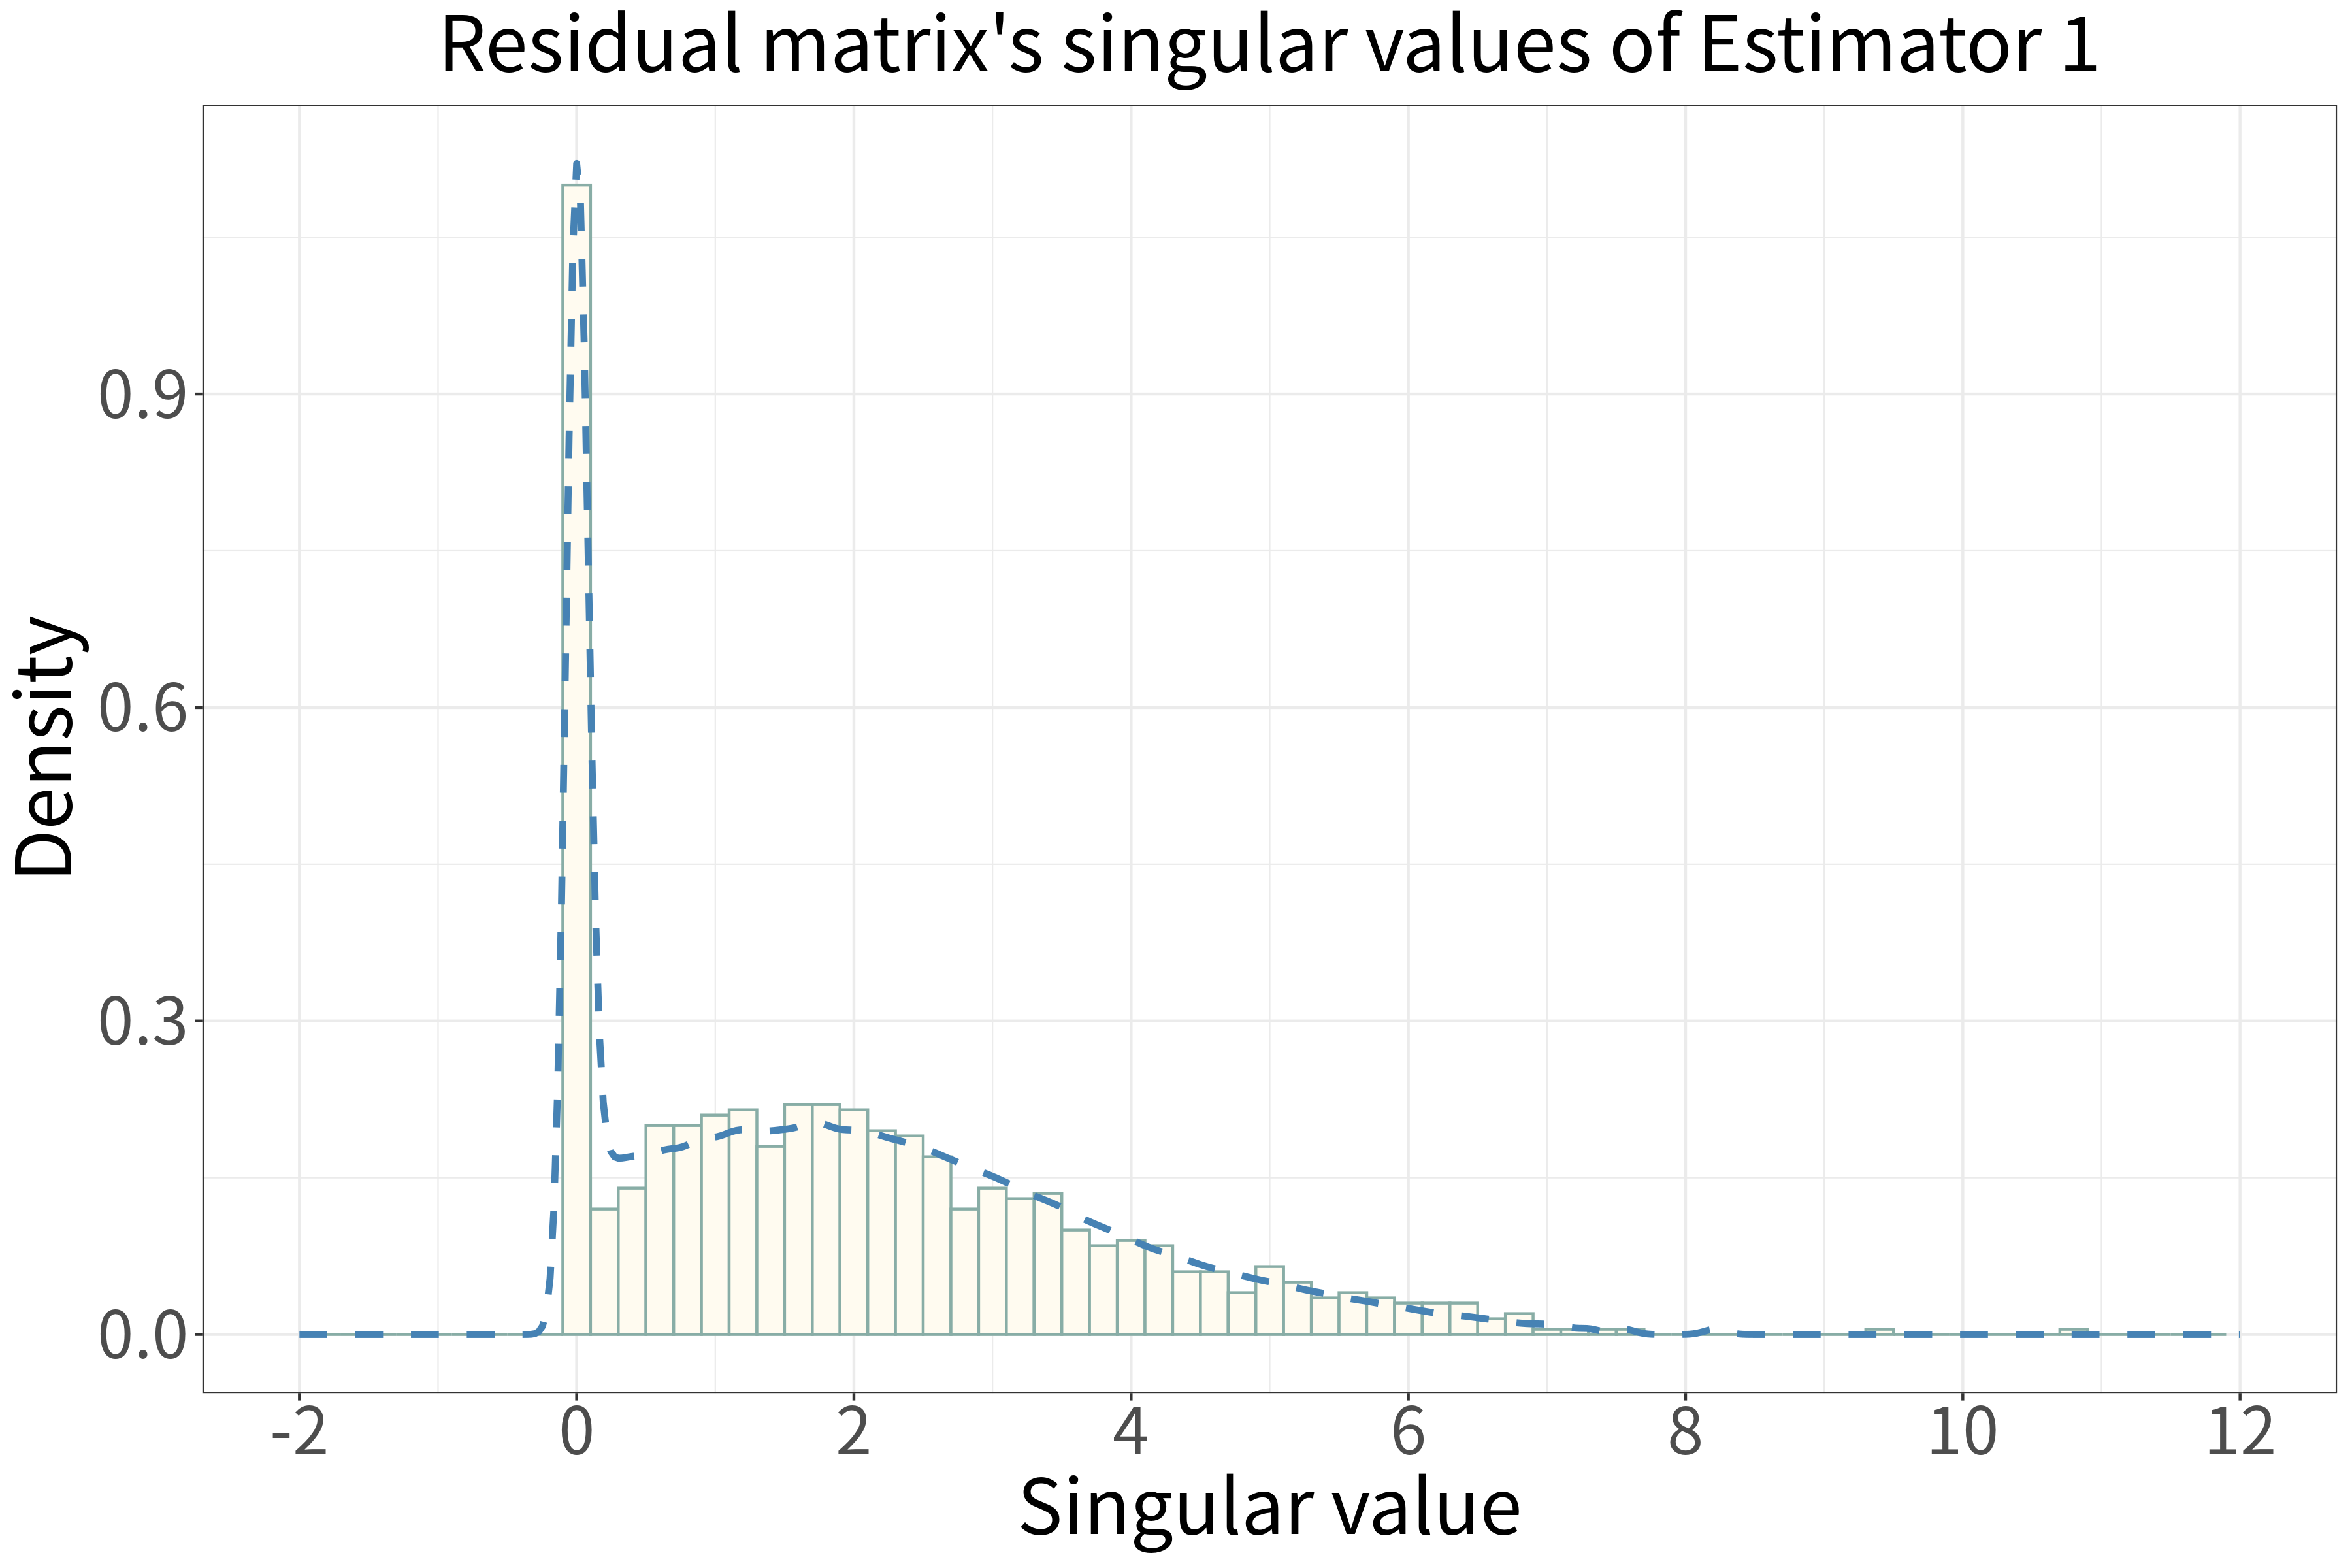 Residual matrix's singular values of Estimator 1
Density
0.9
0.6
0.3
0.0
-2 0 2 4 6 8 10 12
Singular value